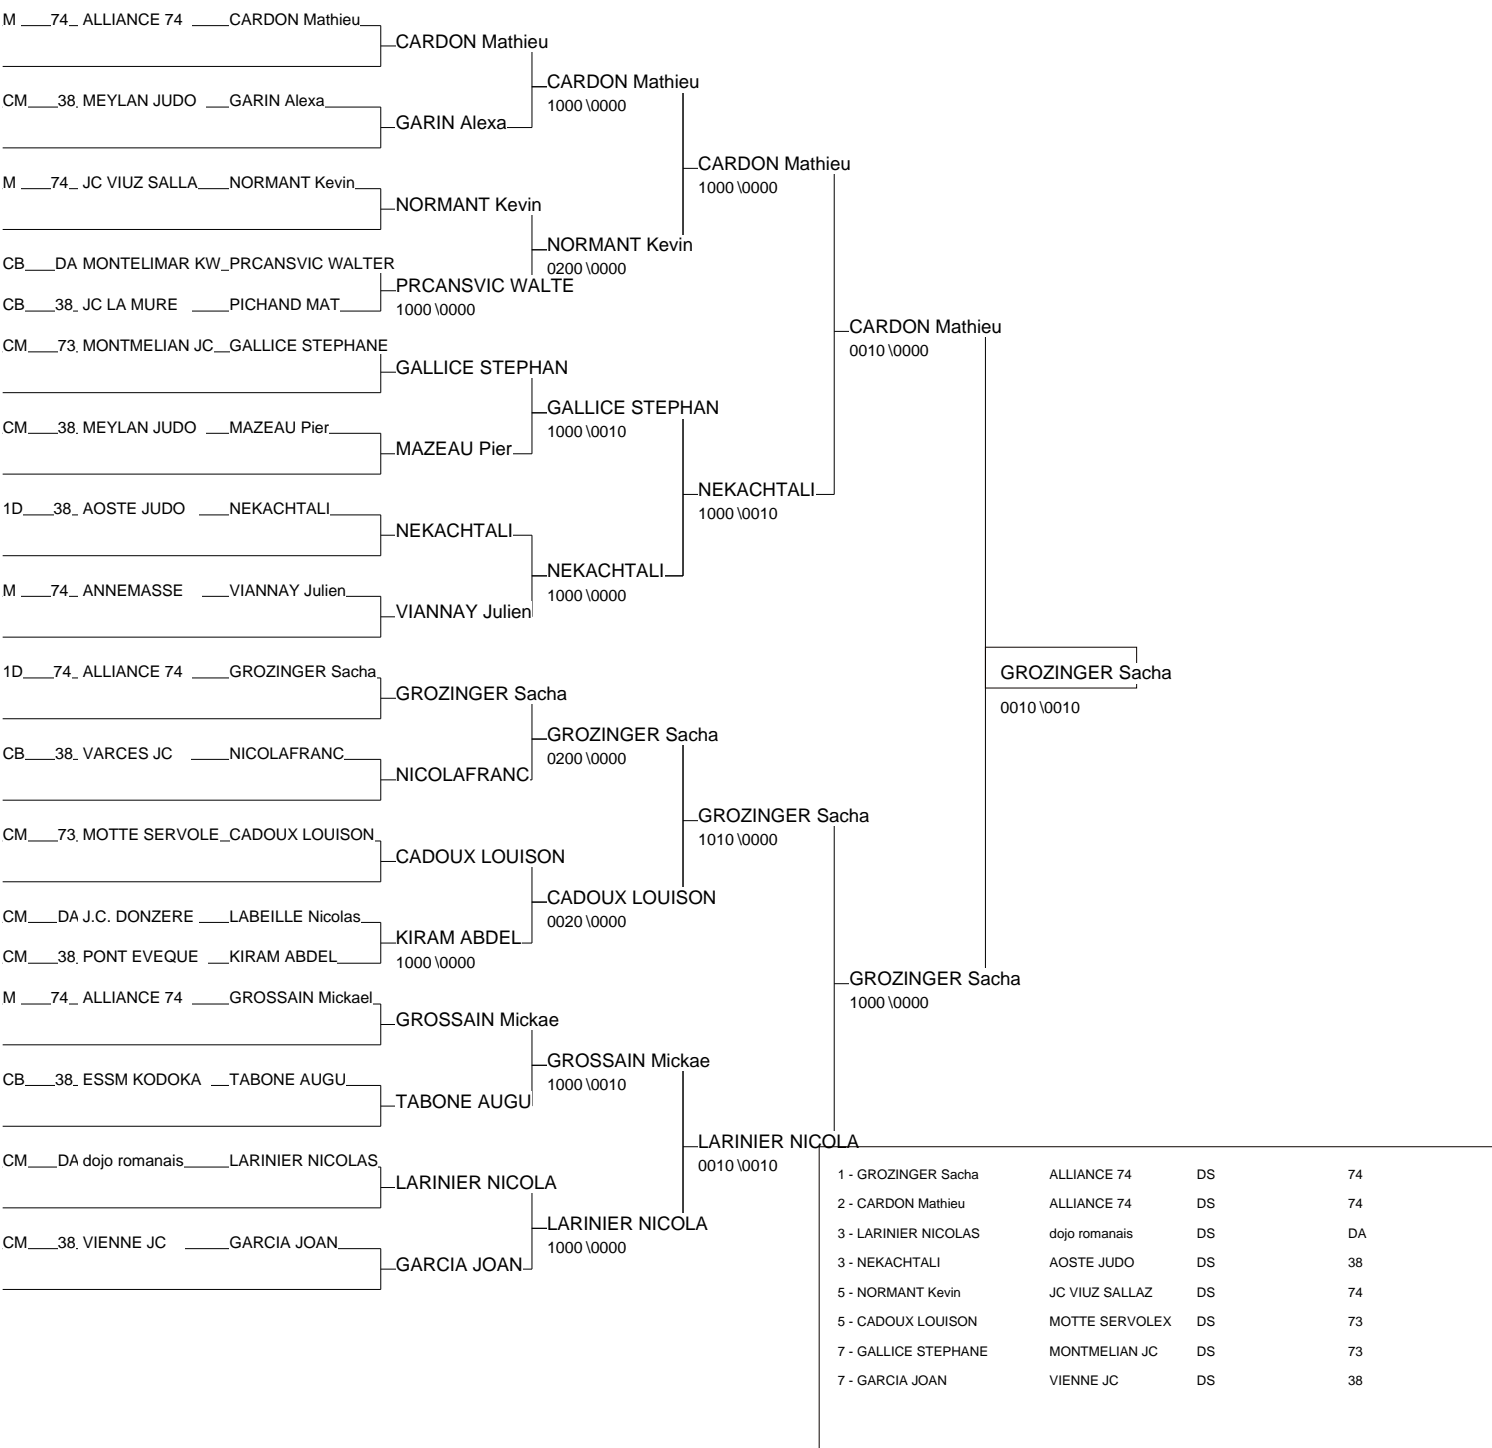 M 74 ALLIANCE 74 CARDON Mathieu
CARDON Mathieu
CARDON Mathieu
1000 \0000
CM 38 MEYLAN JUDO GARIN Alexa
GARIN Alexa
CARDON Mathieu
1000 \0000
M 74 JC VIUZ SALLA NORMANT Kevin
NORMANT Kevin
NORMANT Kevin
0200 \0000
CB DA MONTELIMAR KW PRCANSVIC WALTER
PRCANSVIC WALTE
1000 \0000
CB 38 JC LA MURE PICHAND MAT
CARDON Mathieu
0010 \0000
CM 73 MONTMELIAN JC GALLICE STEPHANE
GALLICE STEPHAN
GALLICE STEPHAN
1000 \0010
CM 38 MEYLAN JUDO MAZEAU Pier
MAZEAU Pier
NEKACHTALI
1000 \0010
1D 38 AOSTE JUDO NEKACHTALI
NEKACHTALI
NEKACHTALI
1000 \0000
M 74 ANNEMASSE VIANNAY Julien
VIANNAY Julien
GROZINGER Sacha
0010 \0010
1D 74 ALLIANCE 74 GROZINGER Sacha
GROZINGER Sacha
GROZINGER Sacha
0200 \0000
CB 38 VARCES JC NICOLAFRANC
NICOLAFRANC
GROZINGER Sacha
1010 \0000
CM 73 MOTTE SERVOLE CADOUX LOUISON
CADOUX LOUISON
CADOUX LOUISON
0020 \0000
CM DA J.C. DONZERE LABEILLE Nicolas
KIRAM ABDEL
1000 \0000
CM 38 PONT EVEQUE KIRAM ABDEL
GROZINGER Sacha
1000 \0000
M 74 ALLIANCE 74 GROSSAIN Mickael
GROSSAIN Mickae
GROSSAIN Mickae
1000 \0010
CB 38 ESSM KODOKA TABONE AUGU
TABONE AUGU
LARINIER NICOLA
0010 \0010
CM DA dojo romanais LARINIER NICOLAS
LARINIER NICOLA
LARINIER NICOLA
1000 \0000
CM 38 VIENNE JC GARCIA JOAN
GARCIA JOAN
1 - GROZINGER Sacha ALLIANCE 74 DS 74
2 - CARDON Mathieu ALLIANCE 74 DS 74
3 - LARINIER NICOLAS dojo romanais DS DA
3 - NEKACHTALI AOSTE JUDO DS 38
5 - NORMANT Kevin JC VIUZ SALLAZ DS 74
5 - CADOUX LOUISON MOTTE SERVOLEX DS 73
7 - GALLICE STEPHANE MONTMELIAN JC DS 73
7 - GARCIA JOAN VIENNE JC DS 38